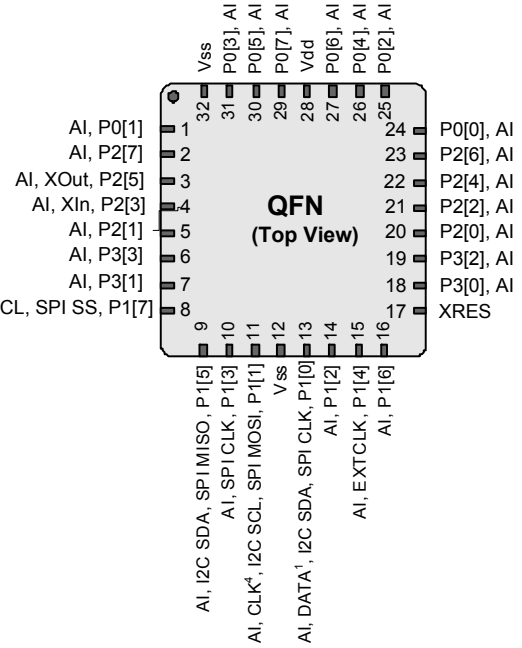 Vss
P0[3], AI
P0[5], AI
P0[7], AI
Vdd
P0[6], AI
P0[4], AI
P0[2], AI
32
31
30
29
28
27
26
25
AI, P0[1]
1
AI, P2[7]
2
AI, XOut, P2[5]
3
AI, XIn, P2[3]
4
AI, P2[1]
5
AI, P3[3]
6
AI, P3[1]
7
CL, SPI SS, P1[7]
8
QFN
(Top View)
24
P0[0], AI
23
P2[6], AI
22
P2[4], AI
21
P2[2], AI
20
P2[0], AI
19
P3[2], AI
18
P3[0], AI
17
XRES
9
10
11
12
13
14
15
16
AI, I2C SDA, SPI MISO, P1[5]
AI, SPI CLK, P1[3]
AI, CLK⁴, I2C SCL, SPI MOSI, P1[1]
Vss
AI, DATA¹, I2C SDA, SPI CLK, P1[0]
AI, P1[2]
AI, EXTCLK, P1[4]
AI, P1[6]